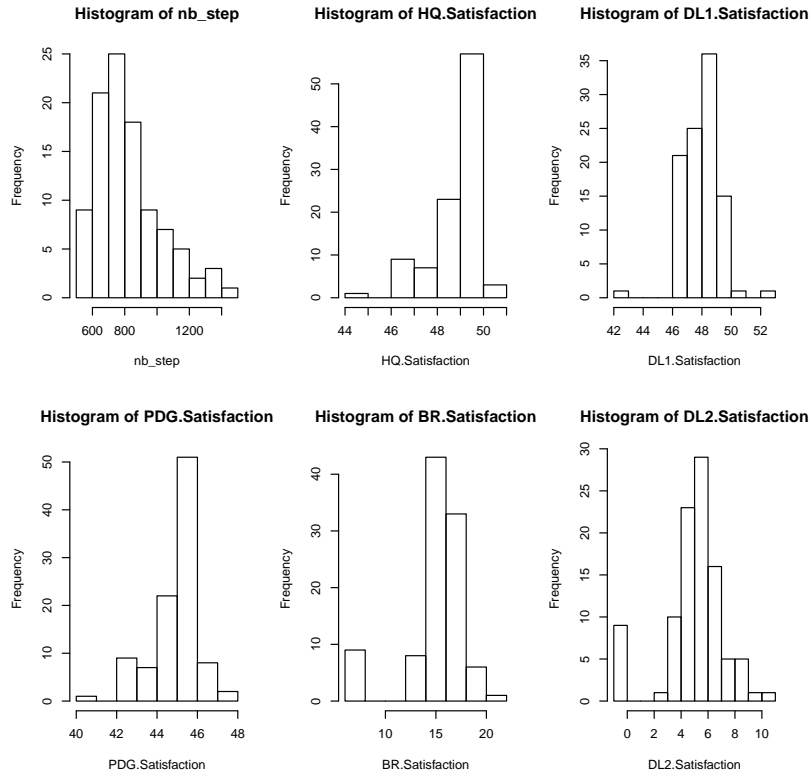 Histogram of nb_step
Frequency
25
20
15
10
5
0
600 800 1200
nb_step
Histogram of HQ.Satisfaction
Frequency
50
40
30
20
10
0
44 46 48 50
HQ.Satisfaction
Histogram of DL1.Satisfaction
Frequency
35
30
25
20
15
10
5
0
42 44 46 48 50 52
DL1.Satisfaction
Histogram of PDG.Satisfaction
Frequency
50
40
30
20
10
0
40 42 44 46 48
PDG.Satisfaction
Histogram of BR.Satisfaction
Frequency
40
30
20
10
0
10 15 20
BR.Satisfaction
Histogram of DL2.Satisfaction
Frequency
30
25
20
15
10
5
0
0 2 4 6 8 10
DL2.Satisfaction